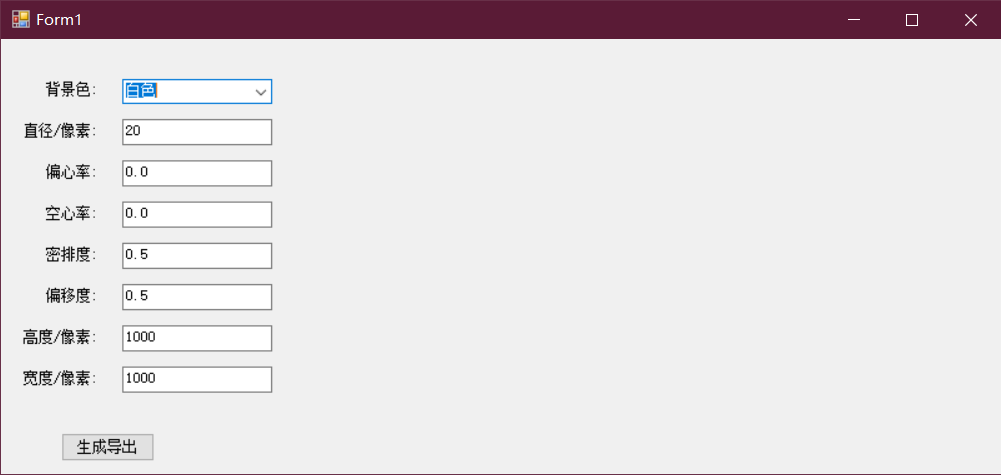 Form1
背景色: 白色
直径/像素: 20
偏心率: 0.0
空心率: 0.0
密排度: 0.5
偏移度: 0.5
高度/像素: 1000
宽度/像素: 1000
生成导出